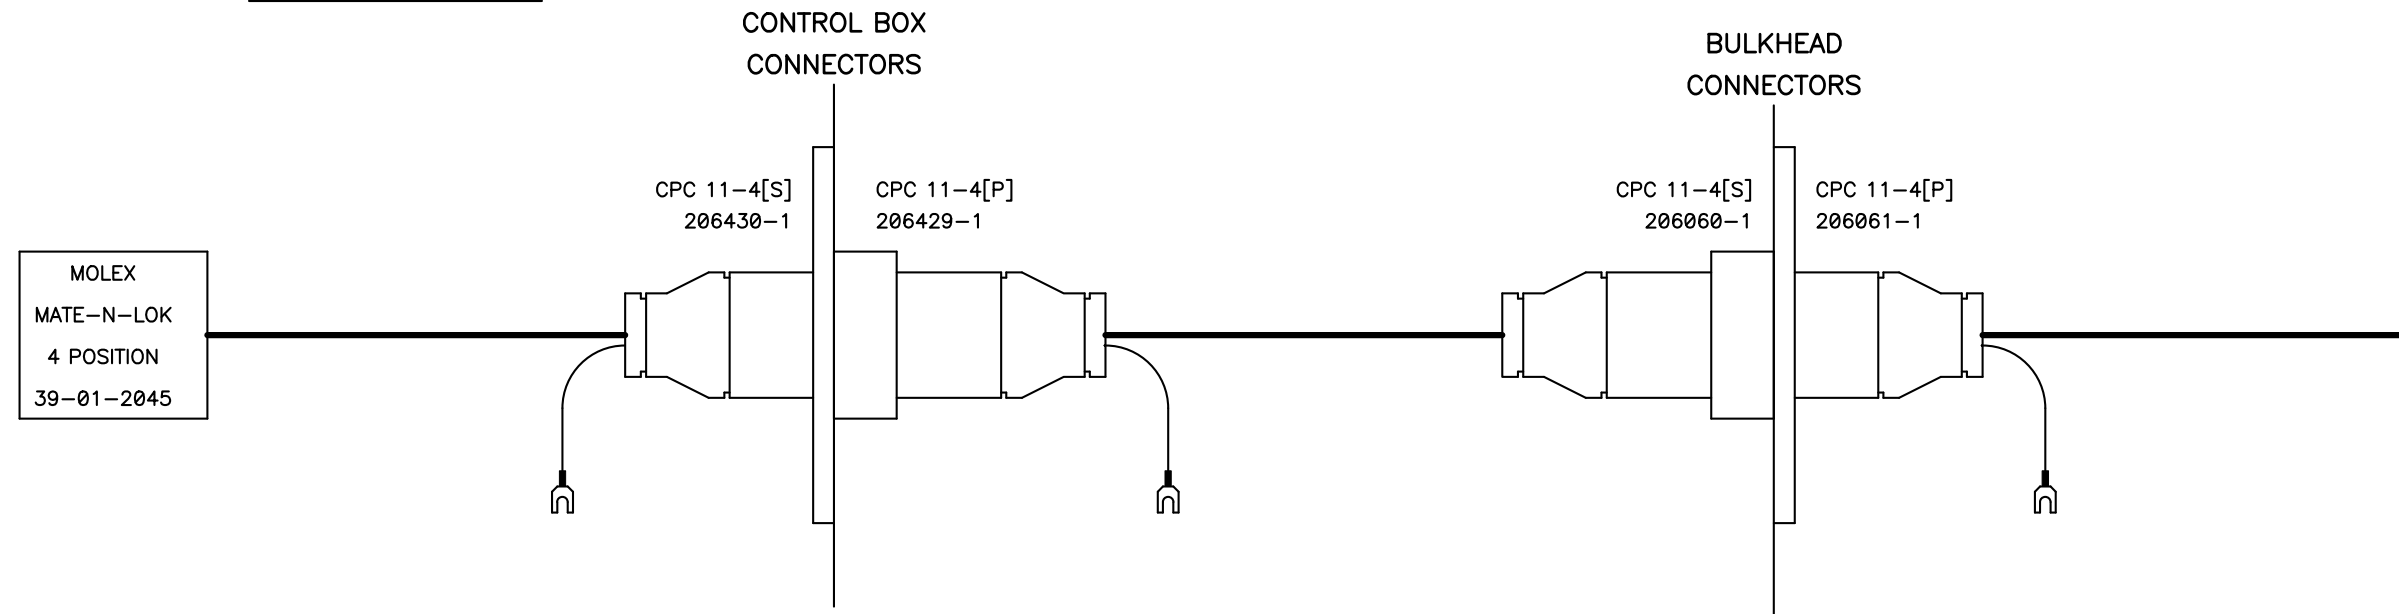 CONTROL BOX
CONNECTORS
BULKHEAD
CONNECTORS
CPC 11-4[S]
206430-1
CPC 11-4[P]
206429-1
CPC 11-4[S]
206060-1
CPC 11-4[P]
206061-1
MOLEX
MATE-N-LOK
4 POSITION
39-01-2045